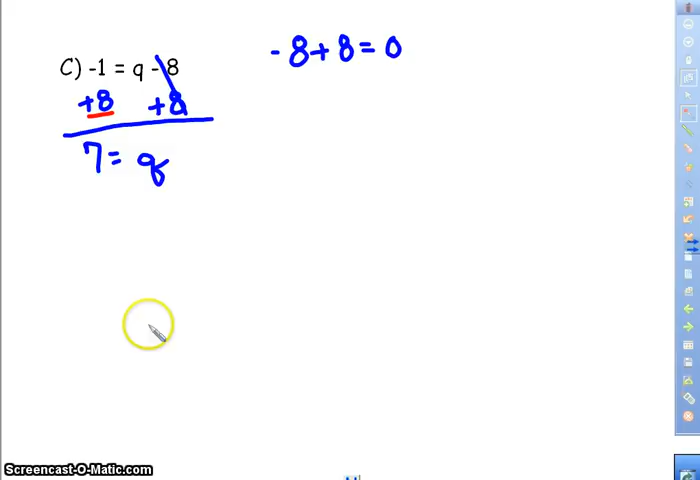 -8+8=0
C) -1 = q - 8
+8 +8
7 = q
Screencast-O-Matic.com